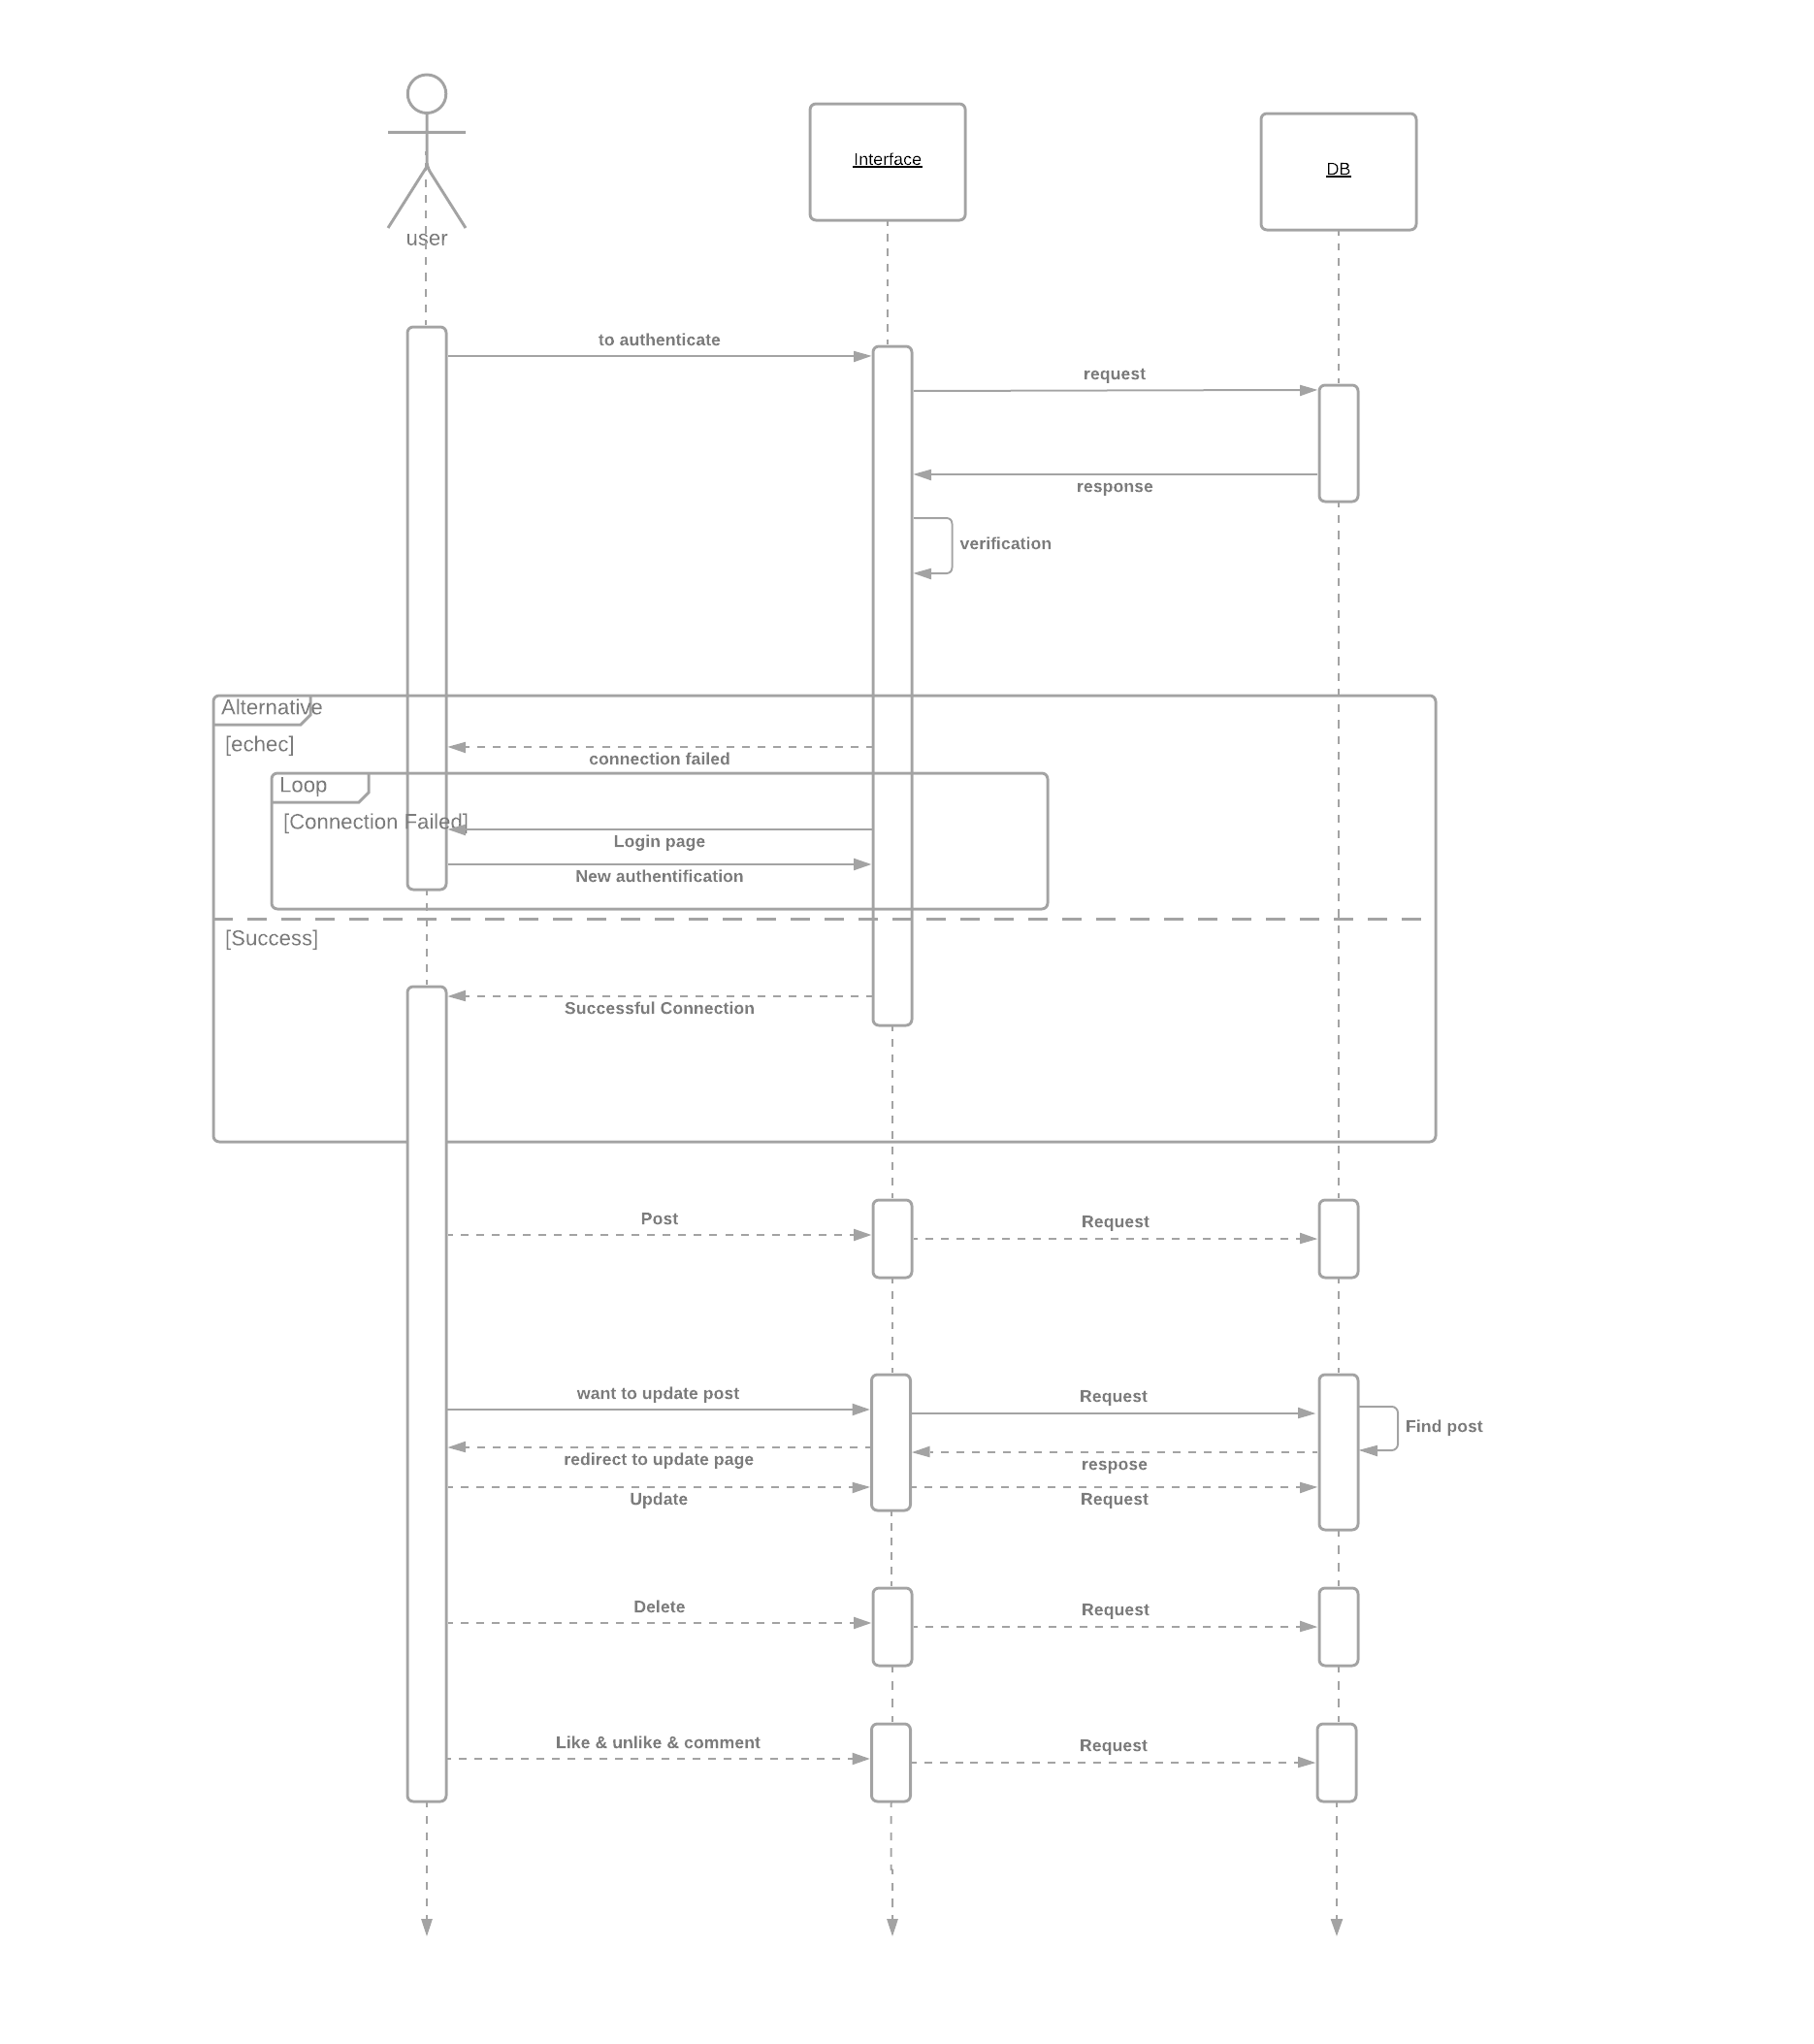 user
Interface
DB
to authenticate
request
response
verification
Alternative
[echec]
connection failed
Loop
[Connection Failed]
Login page
New authentification
[Success]
Successful Connection
Post
Request
want to update post
Request
Find post
redirect to update page
respose
Update
Request
Delete
Request
Like & unlike & comment
Request